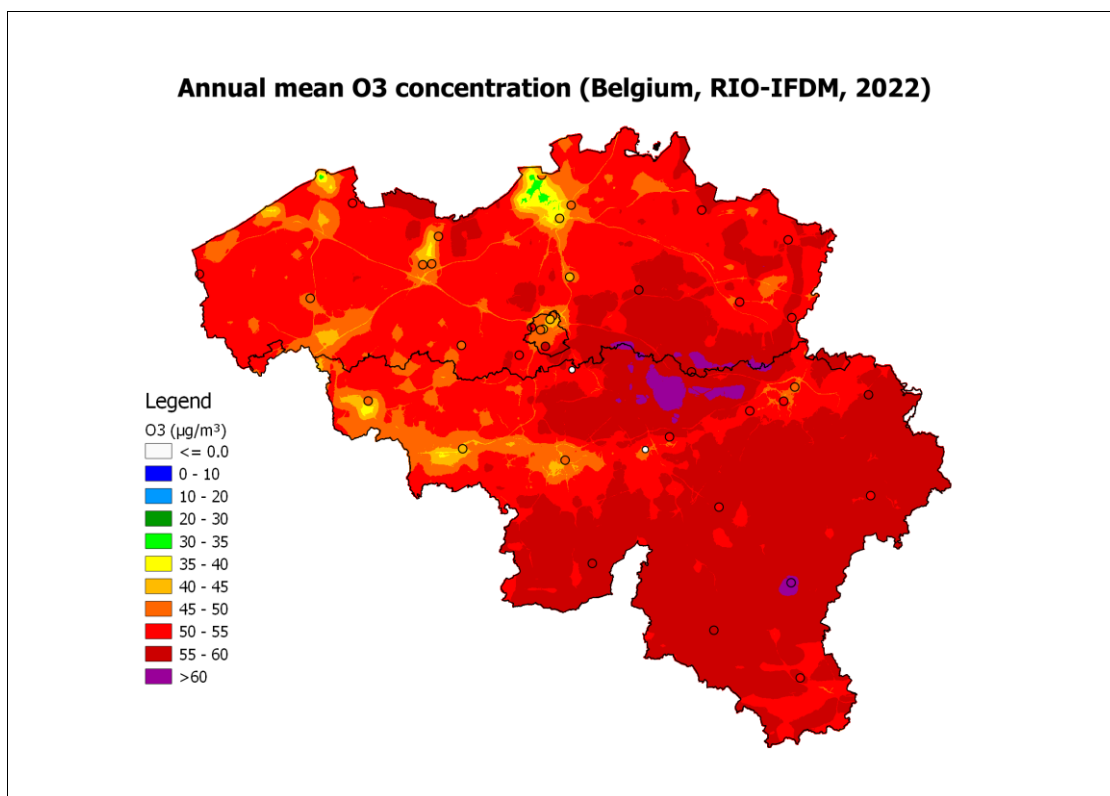 Annual mean O3 concentration (Belgium, RIO-IFDM, 2022)
Legend
O3 (µg/m³)
<= 0.0
0 - 10
10 - 20
20 - 30
30 - 35
35 - 40
40 - 45
45 - 50
50 - 55
55 - 60
>60